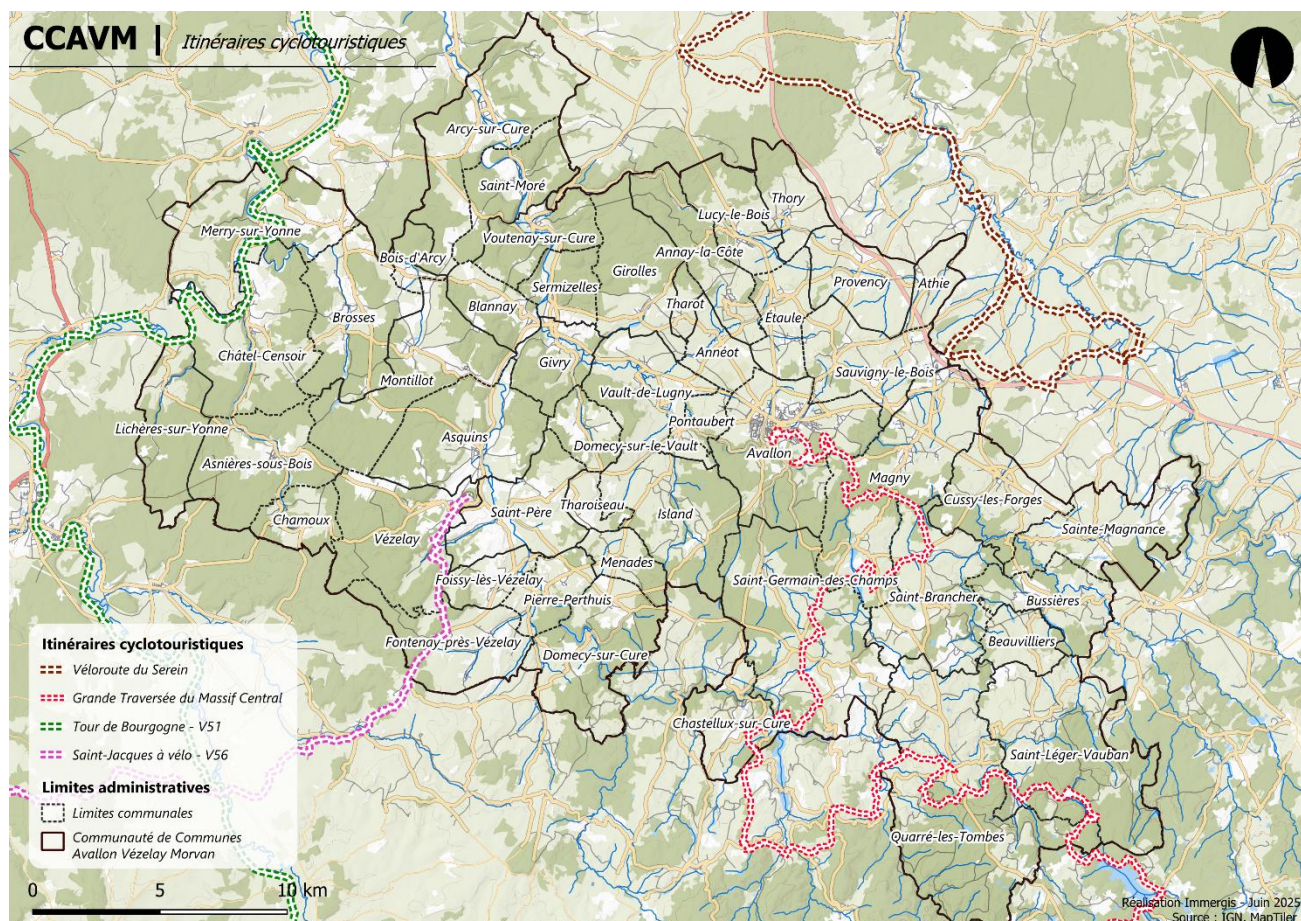 CCAVM | Itinéraires cyclotouristiques
Arcy-sur-Cure
Saint-Moré
Thory
Lucy-le-Bois
Merry-sur-Yonne
Voutenay-sur-Cure
Annay-la-Côte
Bois-d'Arcy
Girolles
Provency
Athie
Sermizelles
Blannay
Tharot
Étaule
Brosses
Annéot
Châtel-Censoir
Givry
Sauvigny-le-Bois
Montillot
Vault-de-Lugny
Pontaubert
Lichères-sur-Yonne
Asquins
Domecy-sur-le-Vault
Avallon
Asnières-sous-Bois
Magny
Cussy-les-Forges
Chamoux
Saint-Père
Tharoiseau
Island
Sainte-Magnance
Vézelay
Menades
Foissy-lès-Vézelay
Saint-Germain-des-Champs
Saint-Brancher
Pierre-Perthuis
Bussières
Fontenay-près-Vézelay
Beauvilliers
Domecy-sur-Cure
Chastellux-sur-Cure
Saint-Léger-Vauban
Quarré-les-Tombes
Itinéraires cyclotouristiques
Véloroute du Serein
Grande Traversée du Massif Central
Tour de Bourgogne - V51
Saint-Jacques à vélo - V56
Limites administratives
Limites communales
Communauté de Communes
Avallon Vézelay Morvan
0 5 10 km
Réalisation Immergis - Juin 2025
Source : IGN, MapTiles